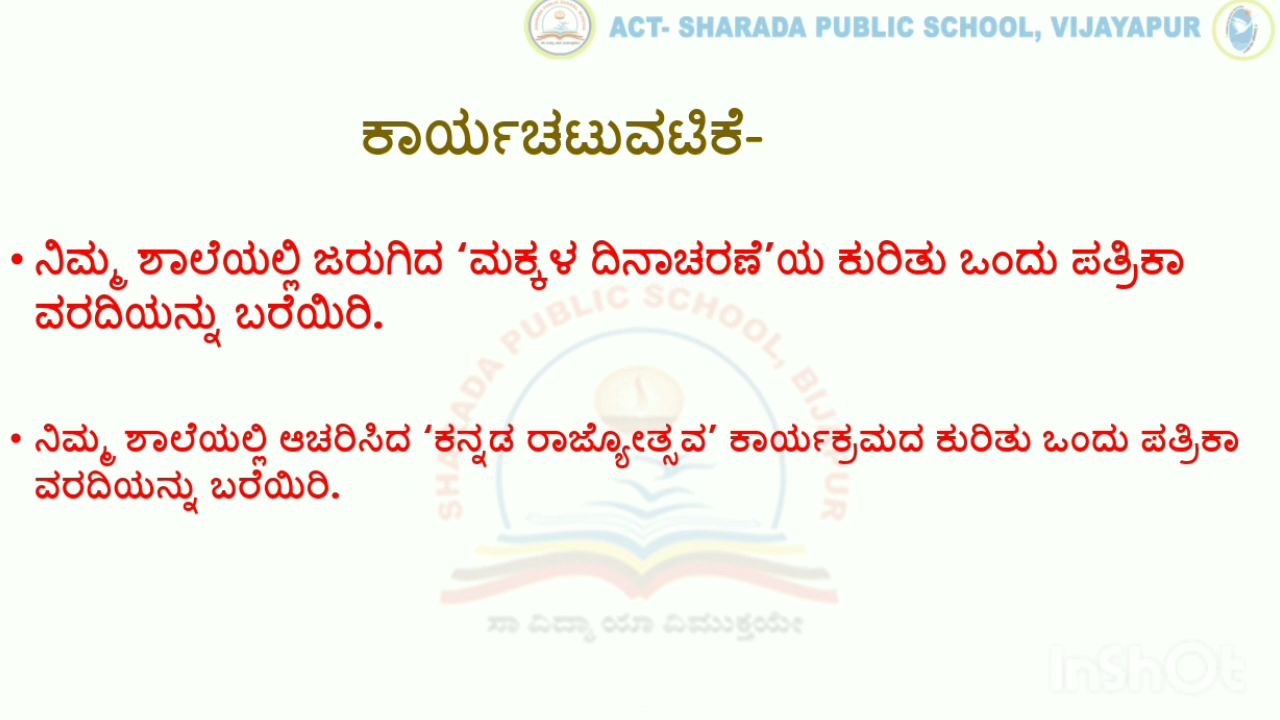 ACT- SHARADA PUBLIC SCHOOL, VIJAYAPUR
ಕಾರ್ಯಚಟುವಟಿಕೆ-
• ನಿಮ್ಮ ಶಾಲೆಯಲ್ಲಿ ಜರುಗಿದ ‘ಮಕ್ಕಳ ದಿನಾಚರಣೆ’ಯ ಕುರಿತು ಒಂದು ಪತ್ರಿಕಾ
ವರದಿಯನ್ನು ಬರೆಯಿರಿ.
• ನಿಮ್ಮ ಶಾಲೆಯಲ್ಲಿ ಆಚರಿಸಿದ ‘ಕನ್ನಡ ರಾಜ್ಯೋತ್ಸವ’ ಕಾರ್ಯಕ್ರಮದ ಕುರಿತು ಒಂದು ಪತ್ರಿಕಾ
ವರದಿಯನ್ನು ಬರೆಯಿರಿ.
SHARADA PUBLIC SCHOOL, BIJAPUR
ಸಾ ವಿದ್ಯಾ ಯಾ ವಿಮುಕ್ತಯೇ
InShOt